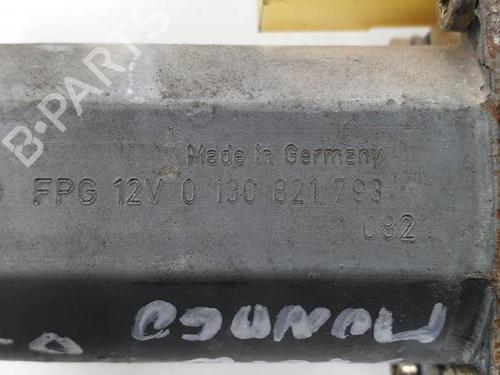 B-PARTS
Made in Germany
FPG 12V 0 130 821 793
082
MONDEO